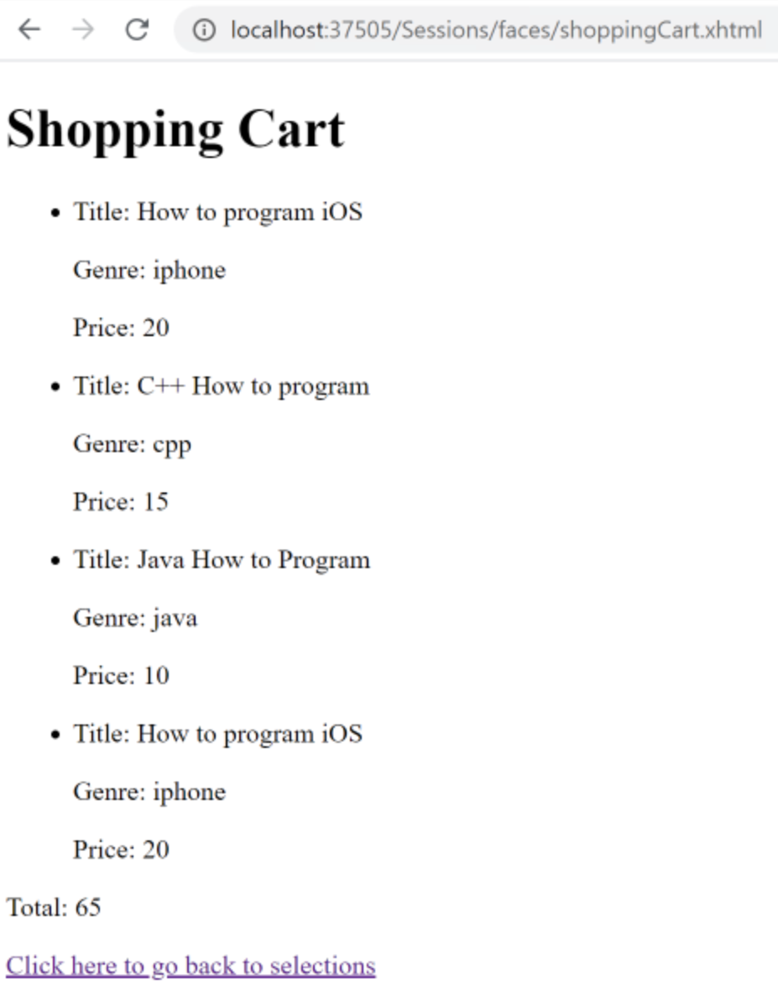 localhost:37505/Sessions/faces/shoppingCart.xhtml
Shopping Cart
• Title: How to program iOS
Genre: iphone
Price: 20
• Title: C++ How to program
Genre: cpp
Price: 15
• Title: Java How to Program
Genre: java
Price: 10
• Title: How to program iOS
Genre: iphone
Price: 20
Total: 65
Click here to go back to selections